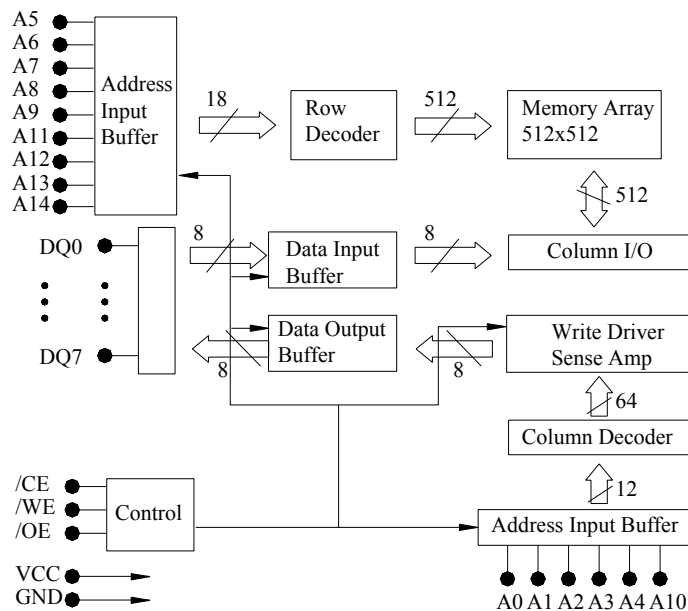 A5
A6
A7
A8
A9
A11
A12
A13
A14
Address
Input
Buffer
18
Row
Decoder
512
Memory Array
512x512
512
DQ0
DQ7
8
Data Input
Buffer
8
Column I/O
8
Data Output
Buffer
8
Write Driver
Sense Amp
64
Column Decoder
12
Address Input Buffer
/CE
/WE
/OE
Control
VCC
GND
A0 A1 A2 A3 A4 A10